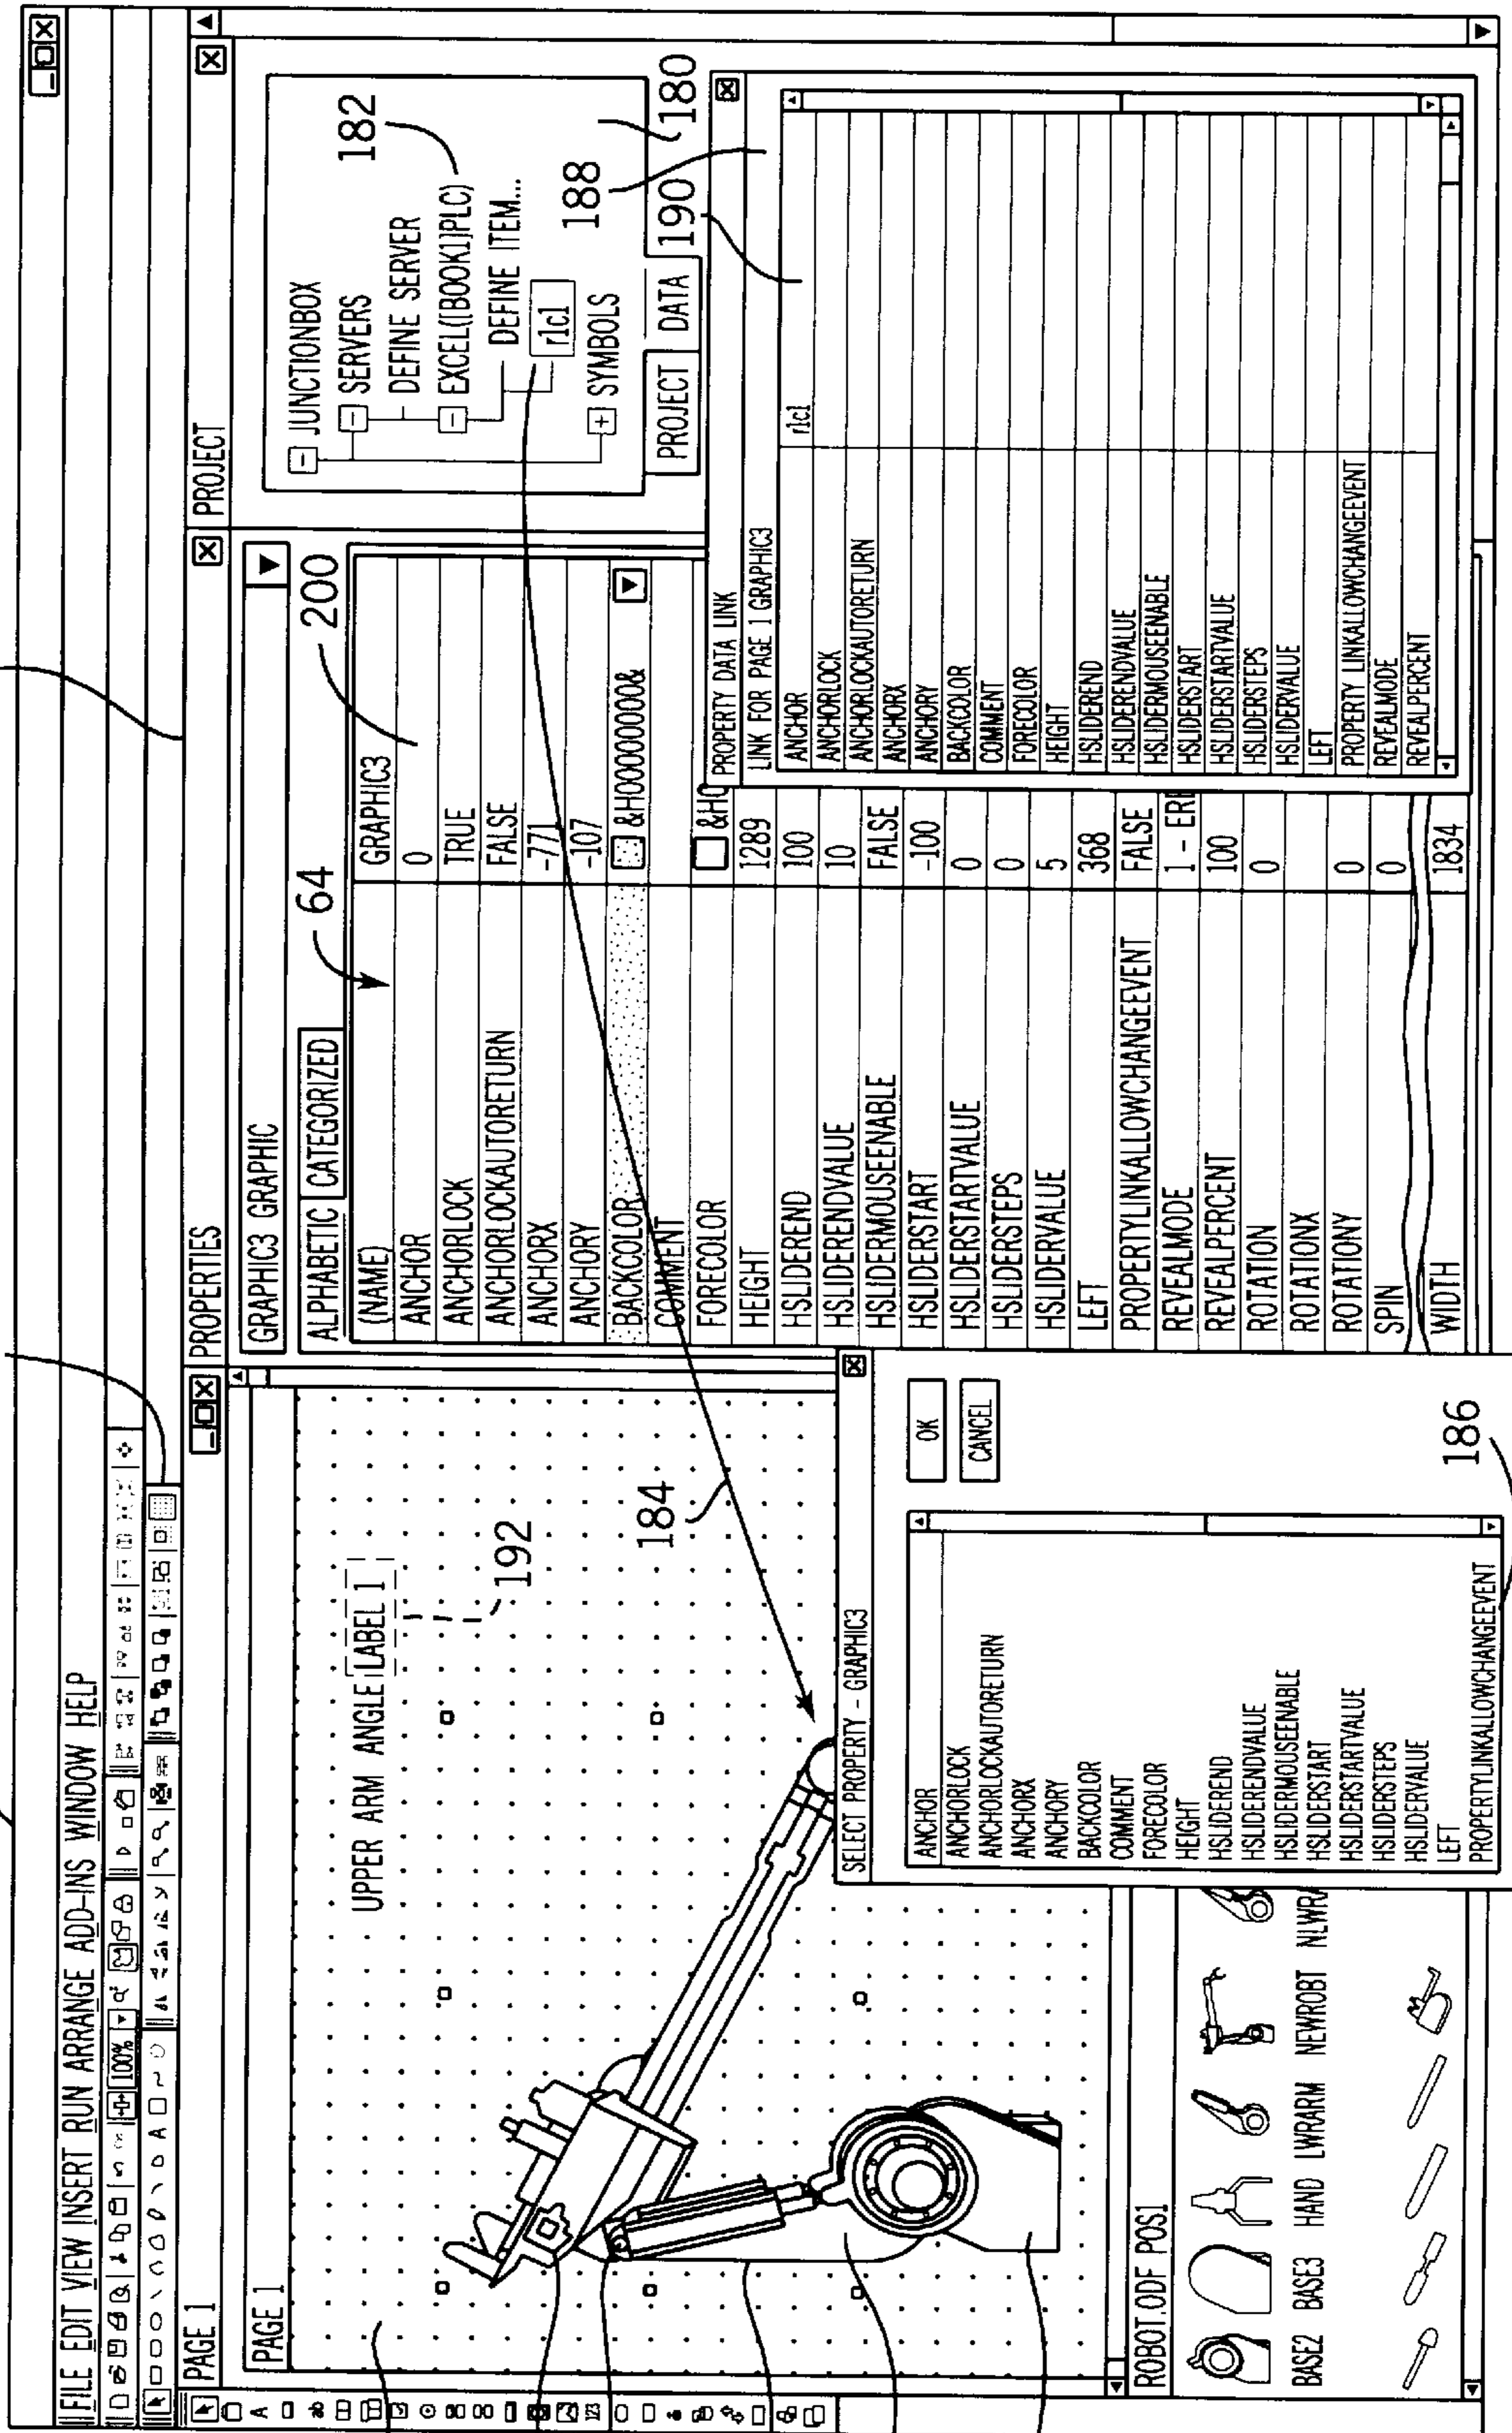 FILE EDIT VIEW INSERT RUN ARRANGE ADD-INS WINDOW HELP
100%
PAGE 1
PAGE 1
UPPER ARM ANGLE LABEL 1
192
184
ROBOT.ODF POS1
BASE2 BASE3 HAND LWRARM NEWROBT NLWRA
SELECT PROPERTY - GRAPHIC3
OK
CANCEL
ANCHOR
ANCHORLOCK
ANCHORLOCKAUTORETURN
ANCHORX
ANCHORY
BACKCOLOR
COMMENT
FORECOLOR
HEIGHT
HSLIDEREND
HSLIDERENDVALUE
HSLIDERMOUSEENABLE
HSLIDERSTART
HSLIDERSTARTVALUE
HSLIDERSTEPS
HSLIDERVALUE
LEFT
PROPERTYLINKALLOWCHANGEEVENT
186
PROPERTIES
GRAPHIC3 GRAPHIC
ALPHABETIC CATEGORIZED
64
200
(NAME) GRAPHIC3
ANCHOR 0
ANCHORLOCK TRUE
ANCHORLOCKAUTORETURN FALSE
ANCHORX -771
ANCHORY -107
BACKCOLOR &H00000000&
COMMENT
FORECOLOR &H0
HEIGHT 1289
HSLIDEREND 100
HSLIDERENDVALUE 10
HSLIDERMOUSEENABLE FALSE
HSLIDERSTART -100
HSLIDERSTARTVALUE 0
HSLIDERSTEPS 0
HSLIDERVALUE 5
LEFT 368
PROPERTYLINKALLOWCHANGEEVENT FALSE
REVEALMODE 1 - ER
REVEALPERCENT 100
ROTATION 0
ROTATIONX
ROTATIONY 0
SPIN 0
WIDTH 1834
PROJECT
JUNCTIONBOX
SERVERS
DEFINE SERVER
EXCEL([BOOK1]PLC)
DEFINE ITEM...
r1c1
SYMBOLS
182
188
180
190
PROJECT DATA
PROPERTY DATA LINK
LINK FOR PAGE 1 GRAPHIC3
ANCHOR r1c1
ANCHORLOCK
ANCHORLOCKAUTORETURN
ANCHORX
ANCHORY
BACKCOLOR
COMMENT
FORECOLOR
HEIGHT
HSLIDEREND
HSLIDERENDVALUE
HSLIDERMOUSEENABLE
HSLIDERSTART
HSLIDERSTARTVALUE
HSLIDERSTEPS
HSLIDERVALUE
LEFT
PROPERTY LINKALLOWCHANGEEVENT
REVEALMODE
REVEALPERCENT